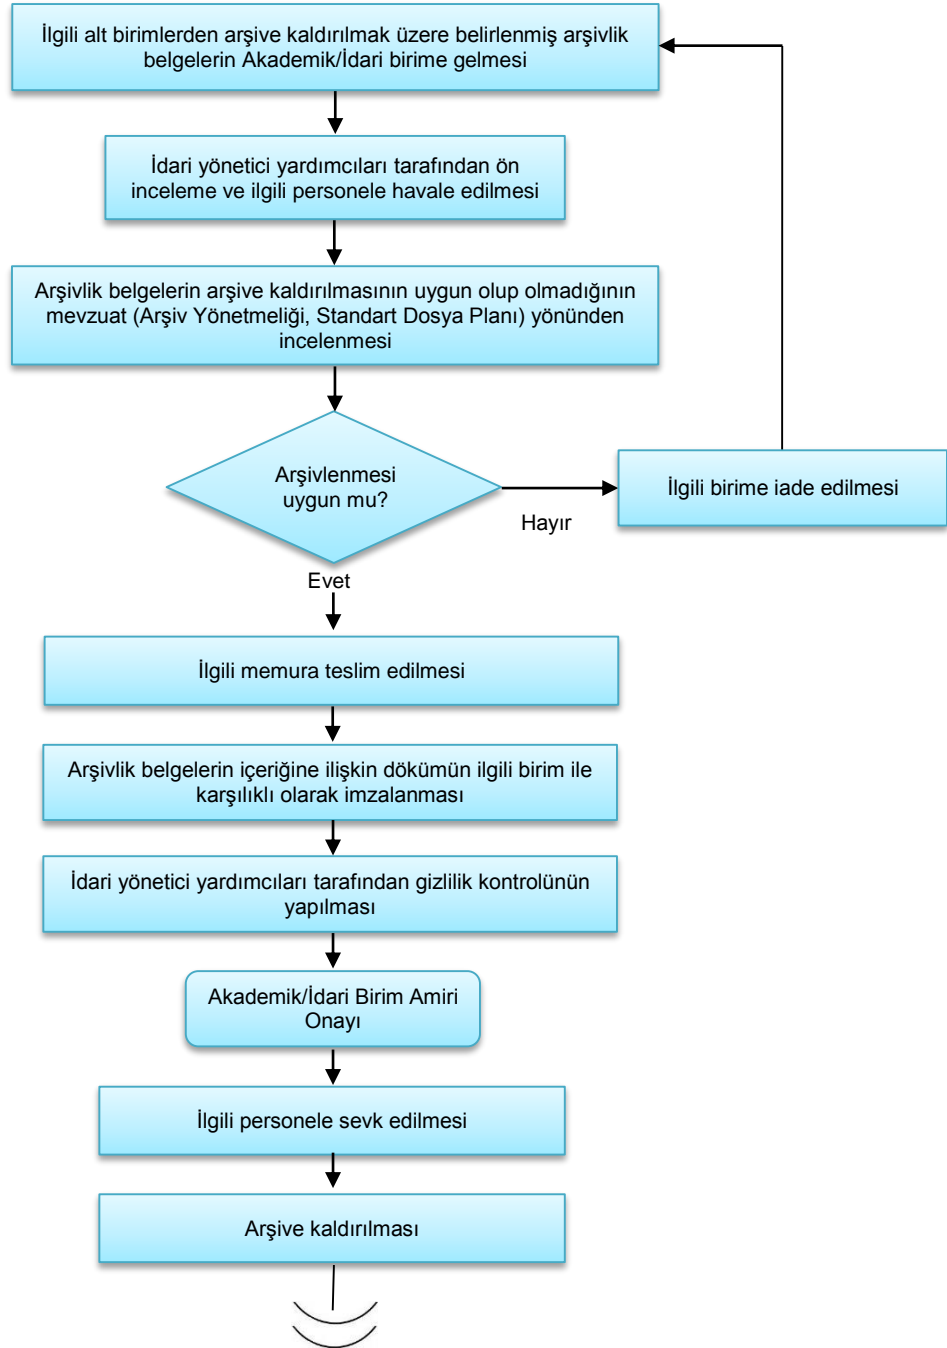 İlgili alt birimlerden arşive kaldırılmak üzere belirlenmiş arşivlik
belgelerin Akademik/İdari birime gelmesi
İdari yönetici yardımcıları tarafından ön
inceleme ve ilgili personele havale edilmesi
Arşivlik belgelerin arşive kaldırılmasının uygun olup olmadığının
mevzuat (Arşiv Yönetmeliği, Standart Dosya Planı) yönünden
incelenmesi
Arşivlenmesi
uygun mu?
İlgili birime iade edilmesi
Hayır
Evet
İlgili memura teslim edilmesi
Arşivlik belgelerin içeriğine ilişkin dökümün ilgili birim ile
karşılıklı olarak imzalanması
İdari yönetici yardımcıları tarafından gizlilik kontrolünün
yapılması
Akademik/İdari Birim Amiri
Onayı
İlgili personele sevk edilmesi
Arşive kaldırılması